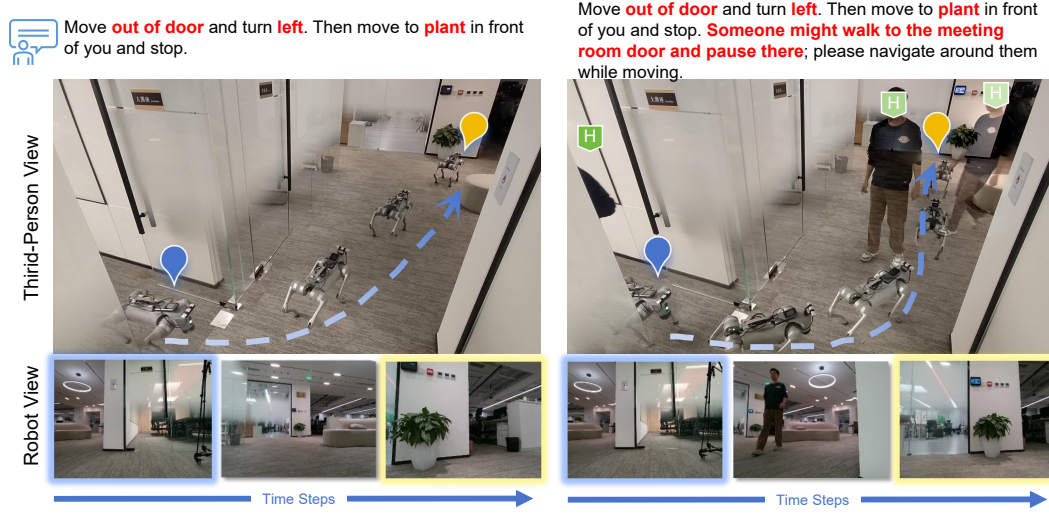 Move out of door and turn left. Then move to plant in front
of you and stop.
Move out of door and turn left. Then move to plant in front
of you and stop. Someone might walk to the meeting
room door and pause there; please navigate around them
while moving.
Thirid-Person View
H
H
H
Robot View
Time Steps
Time Steps